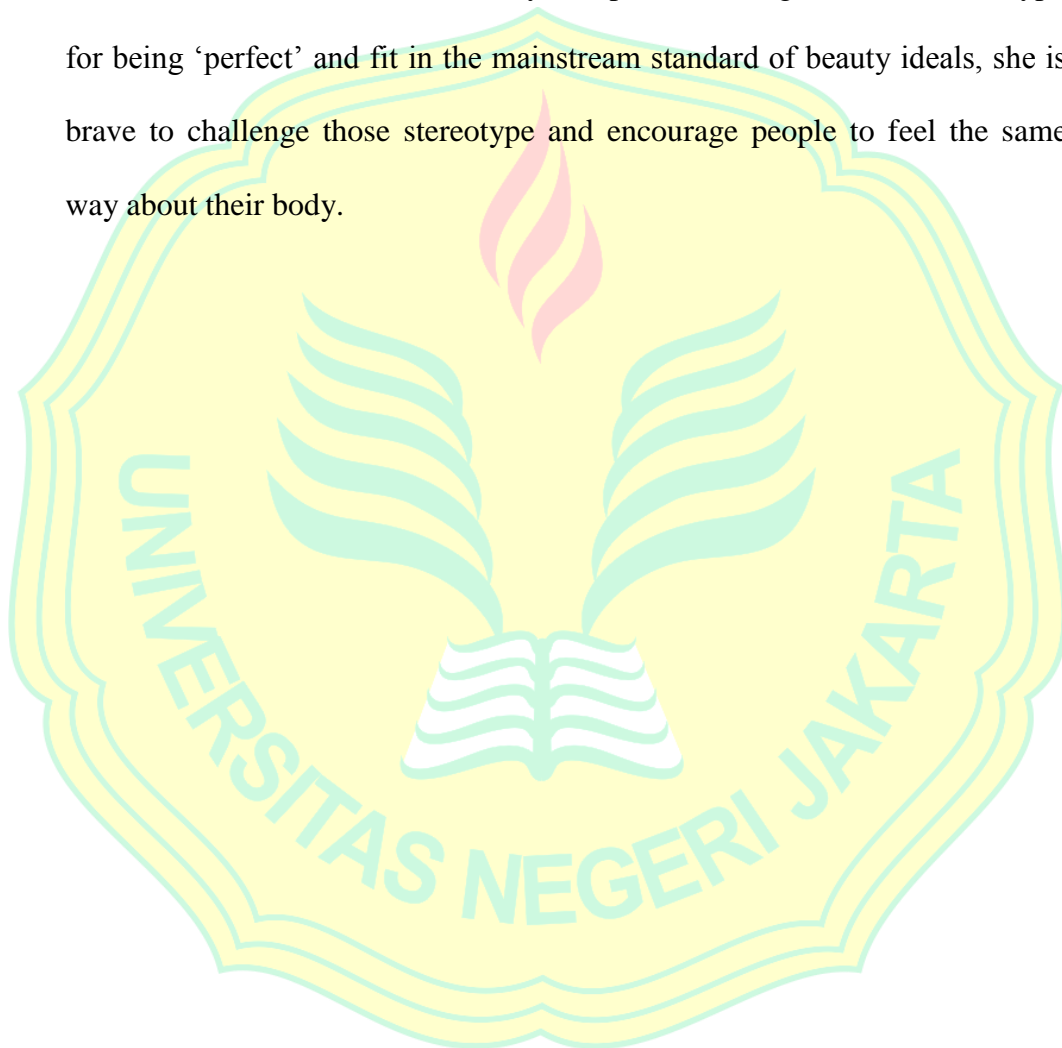 for being ‘perfect’ and fit in the mainstream standard of beauty ideals, she is
brave to challenge those stereotype and encourage people to feel the same
way about their body.
UNIVERSITAS NEGERI JAKARTA